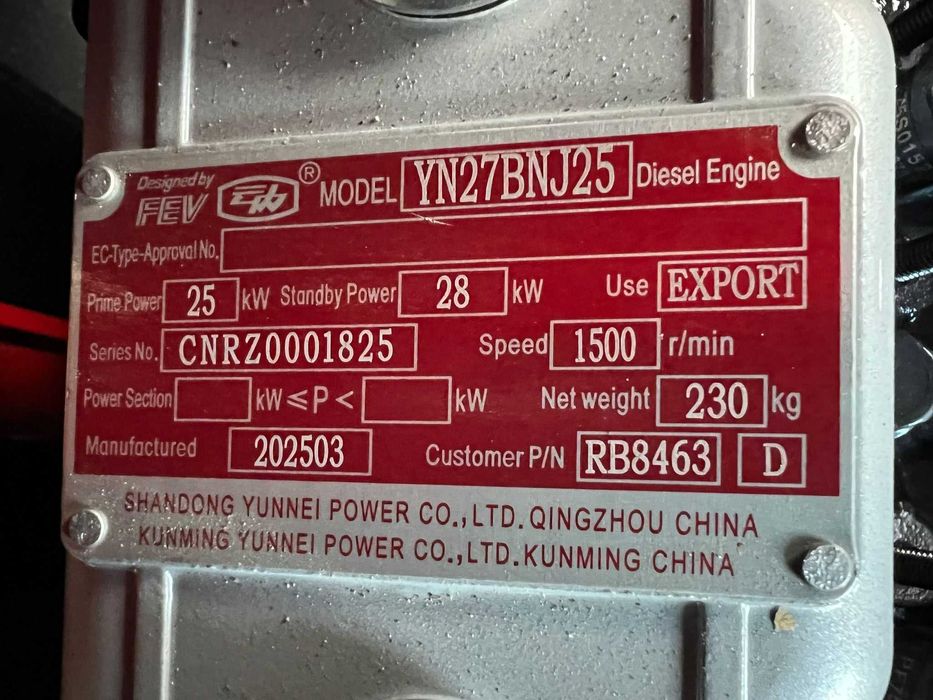 Designed by FEV ® MODEL YN27BNJ25 Diesel Engine
EC-Type-Approval No.
Prime Power 25 kW Standby Power 28 kW Use EXPORT
Series No. CNRZ0001825 Speed 1500 r/min
Power Section kW ≤ P < kW Net weight 230 kg
Manufactured 202503 Customer P/N RB8463 D
SHANDONG YUNNEI POWER CO.,LTD.QINGZHOU CHINA
KUNMING YUNNEI POWER CO.,LTD.KUNMING CHINA